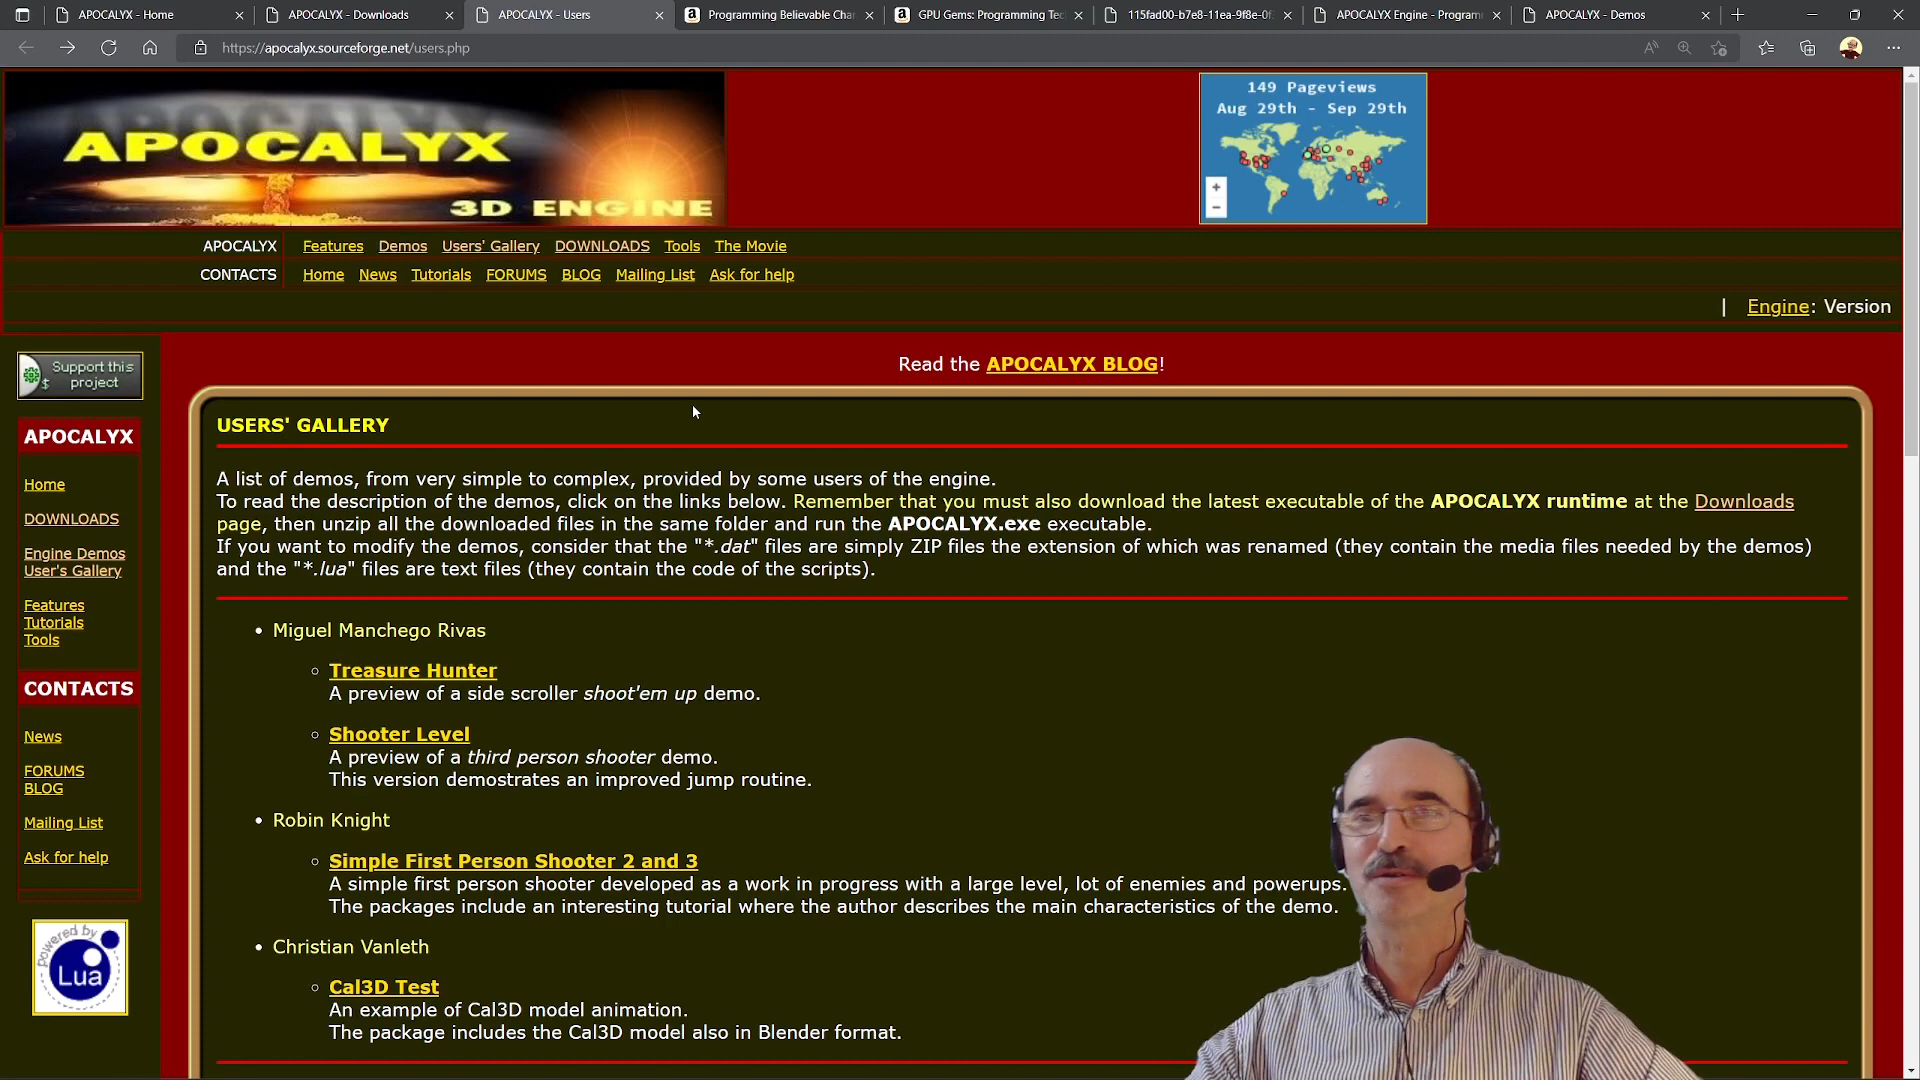 APOCALYX - Home
APOCALYX - Downloads
APOCALYX - Users
Programming Believable Cha
GPU Gems: Programming Tec
115fad00-b7e8-11ea-9f8e-0f
APOCALYX Engine - Program
APOCALYX - Demos
https://apocalyx.sourceforge.net/users.php
APOCALYX
3D ENGINE
149 Pageviews
Aug 29th - Sep 29th
+
-
APOCALYX Features Demos Users' Gallery DOWNLOADS Tools The Movie
CONTACTS Home News Tutorials FORUMS BLOG Mailing List Ask for help
| Engine: Version
Support this
$ project
APOCALYX
Home
DOWNLOADS
Engine Demos
User's Gallery
Features
Tutorials
Tools
CONTACTS
News
FORUMS
BLOG
Mailing List
Ask for help
powered by
Lua
Read the APOCALYX BLOG!
USERS' GALLERY
A list of demos, from very simple to complex, provided by some users of the engine.
To read the description of the demos, click on the links below. Remember that you must also download the latest executable of the APOCALYX runtime at the Downloads
page, then unzip all the downloaded files in the same folder and run the APOCALYX.exe executable.
If you want to modify the demos, consider that the "*.dat" files are simply ZIP files the extension of which was renamed (they contain the media files needed by the demos)
and the "*.lua" files are text files (they contain the code of the scripts).
• Miguel Manchego Rivas
Treasure Hunter
A preview of a side scroller shoot'em up demo.
Shooter Level
A preview of a third person shooter demo.
This version demostrates an improved jump routine.
• Robin Knight
Simple First Person Shooter 2 and 3
A simple first person shooter developed as a work in progress with a large level, lot of enemies and powerups.
The packages include an interesting tutorial where the author describes the main characteristics of the demo.
• Christian Vanleth
Cal3D Test
An example of Cal3D model animation.
The package includes the Cal3D model also in Blender format.